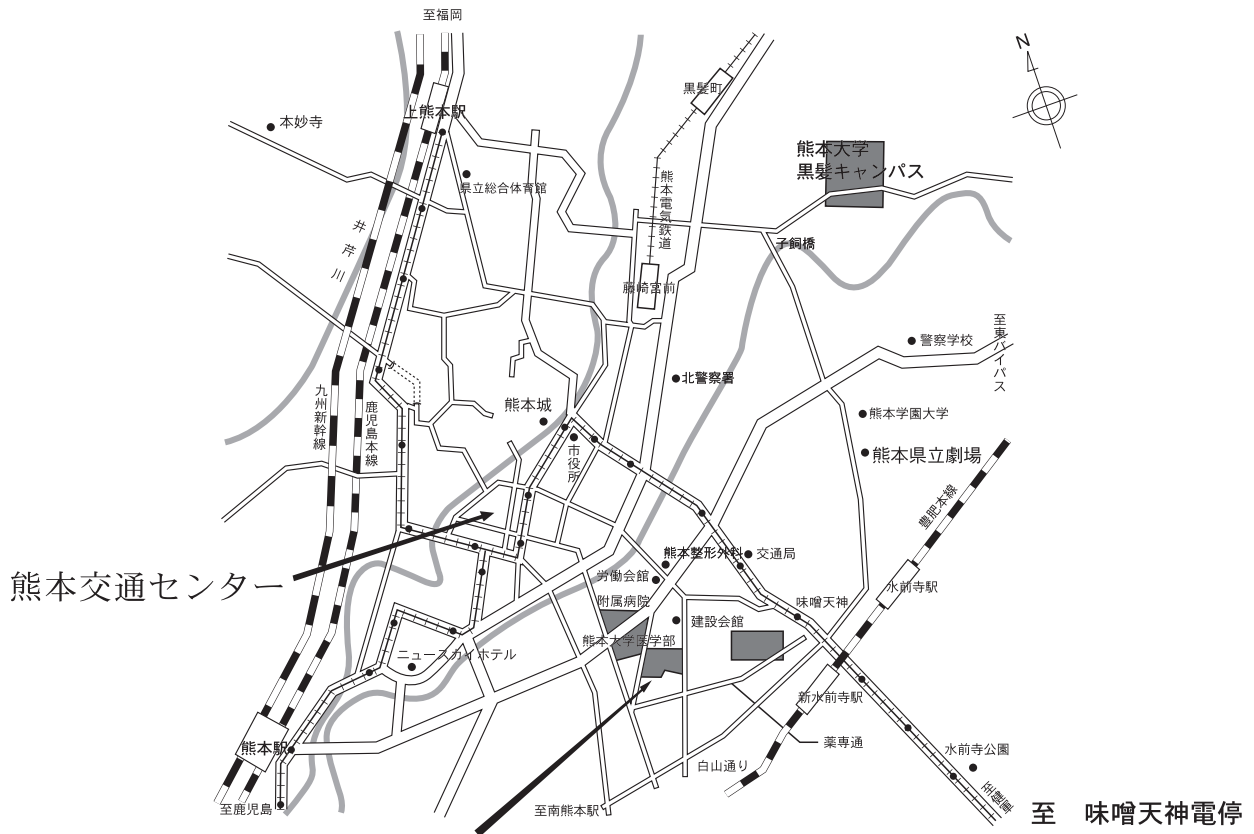 至福岡
N
黒髪町
上熊本駅
本妙寺
熊本大学
黒髪キャンパス
県立総合体育館
熊本電気鉄道
井芹川
子飼橋
藤崎宮前
至東バイパス
警察学校
北警察署
九州新幹線
鹿児島本線
熊本城
熊本学園大学
市役所
熊本県立劇場
豊肥本線
熊本整形外科
交通局
熊本交通センター
労働会館
水前寺駅
附属病院
味噌天神
建設会館
熊本大学医学部
ニュースカイホテル
新水前寺駅
熊本駅
薬専通
水前寺公園
白山通り
至健軍
至鹿児島
至南熊本駅
至　味噌天神電停